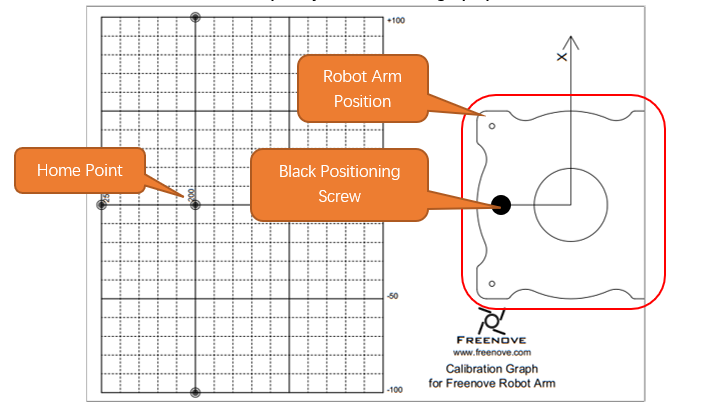 +100
X
Robot Arm
Position
Home Point
Black Positioning
Screw
200
-50
FREENOVE
www.freenove.com
Calibration Graph
for Freenove Robot Arm
-100